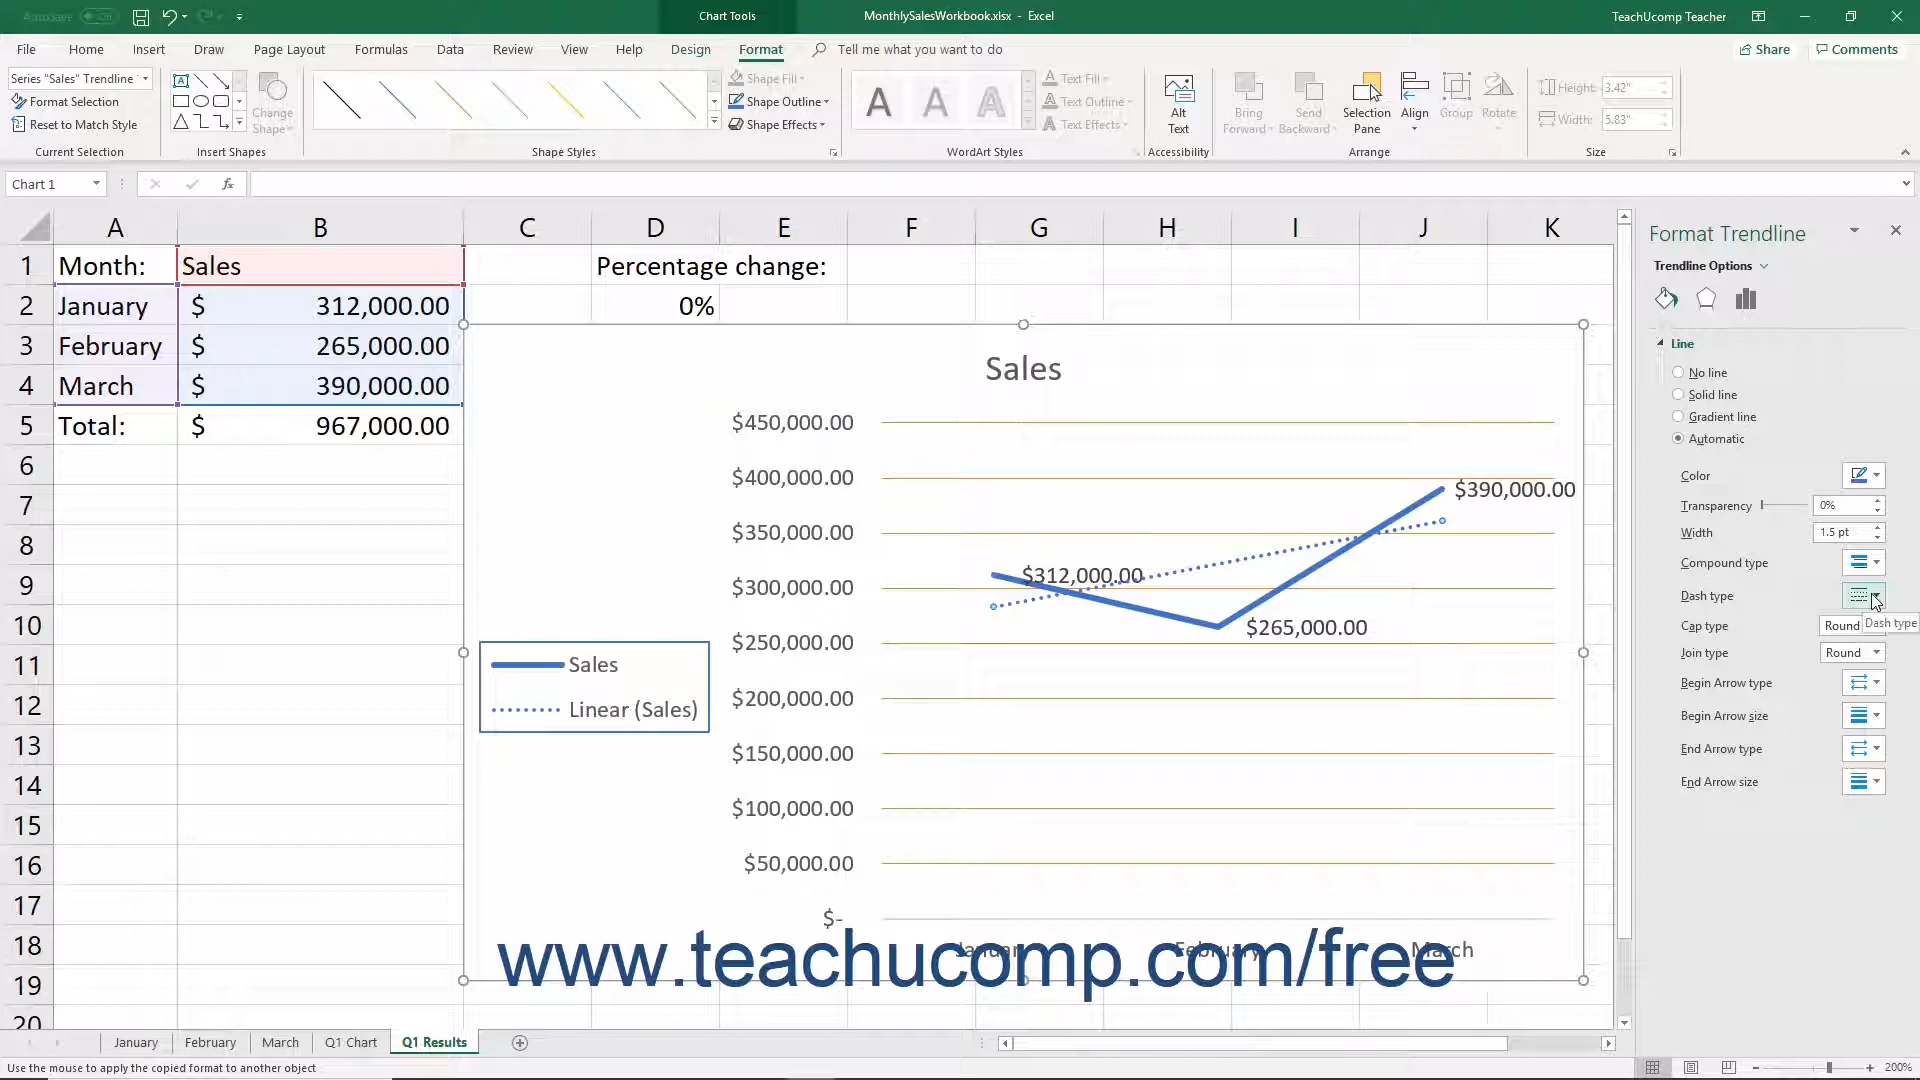 AutoSave Off
Chart Tools
MonthlySalesWorkbook.xlsx - Excel
TeachUcomp Teacher
File Home Insert Draw Page Layout Formulas Data Review View Help Design Format Tell me what you want to do Share Comments
Series "Sales" Trendline
Format Selection
Reset to Match Style
Current Selection
Change Shape
Insert Shapes
Shape Styles
Shape Fill
Shape Outline
Shape Effects
A A A
WordArt Styles
Text Fill
Text Outline
Text Effects
Alt Text
Accessibility
Bring Forward
Send Backward
Selection Pane
Align
Group
Rotate
Arrange
Height: 3.42"
Width: 5.83"
Size
Chart 1
fx
A B C D E F G H I J K
1 Month: Sales Percentage change:
2 January $ 312,000.00 0%
3 February $ 265,000.00
4 March $ 390,000.00
5 Total: $ 967,000.00
6
7
8
9
10
11
12
13
14
15
16
17
18
19
20
Sales
$450,000.00
$400,000.00
$350,000.00
$300,000.00
$250,000.00
$200,000.00
$150,000.00
$100,000.00
$50,000.00
$-
$312,000.00
$265,000.00
$390,000.00
Sales
Linear (Sales)
January February March
www.teachucomp.com/free
Format Trendline
Trendline Options
Line
No line
Solid line
Gradient line
Automatic
Color
Transparency 0%
Width 1.5 pt
Compound type
Dash type
Cap type Round
Dash type
Join type Round
Begin Arrow type
Begin Arrow size
End Arrow type
End Arrow size
January February March Q1 Chart Q1 Results
Use the mouse to apply the copied format to another object
200%